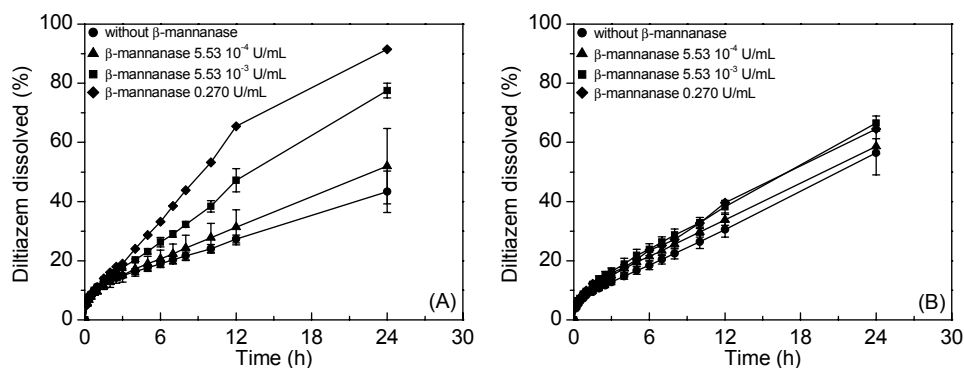 100
80
60
40
20
0
Diltiazem dissolved (%)
without β-mannanase
β-mannanase 5.53 10⁻⁴ U/mL
β-mannanase 5.53 10⁻³ U/mL
β-mannanase 0.270 U/mL
(A)
0 6 12 18 24 30
Time (h)
100
80
60
40
20
0
Diltiazem dissolved (%)
without β-mannanase
β-mannanase 5.53 10⁻⁴ U/mL
β-mannanase 5.53 10⁻³ U/mL
β-mannanase 0.270 U/mL
(B)
0 6 12 18 24 30
Time (h)